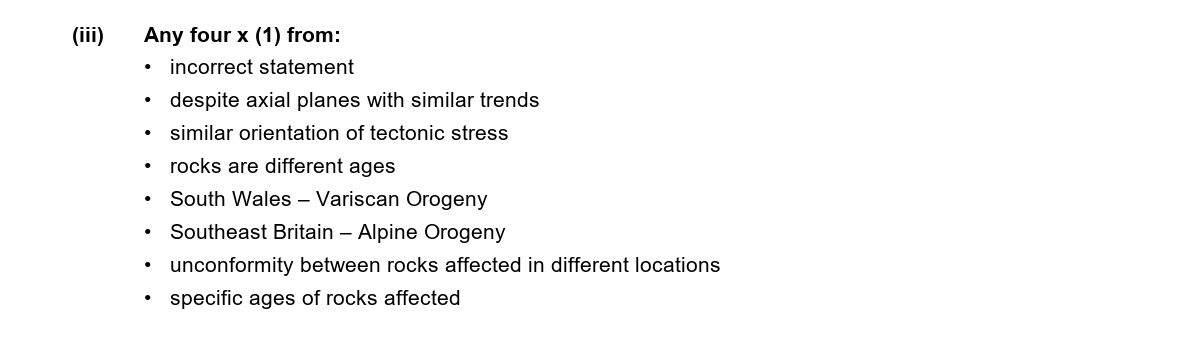 (iii) Any four x (1) from:
• incorrect statement
• despite axial planes with similar trends
• similar orientation of tectonic stress
• rocks are different ages
• South Wales – Variscan Orogeny
• Southeast Britain – Alpine Orogeny
• unconformity between rocks affected in different locations
• specific ages of rocks affected